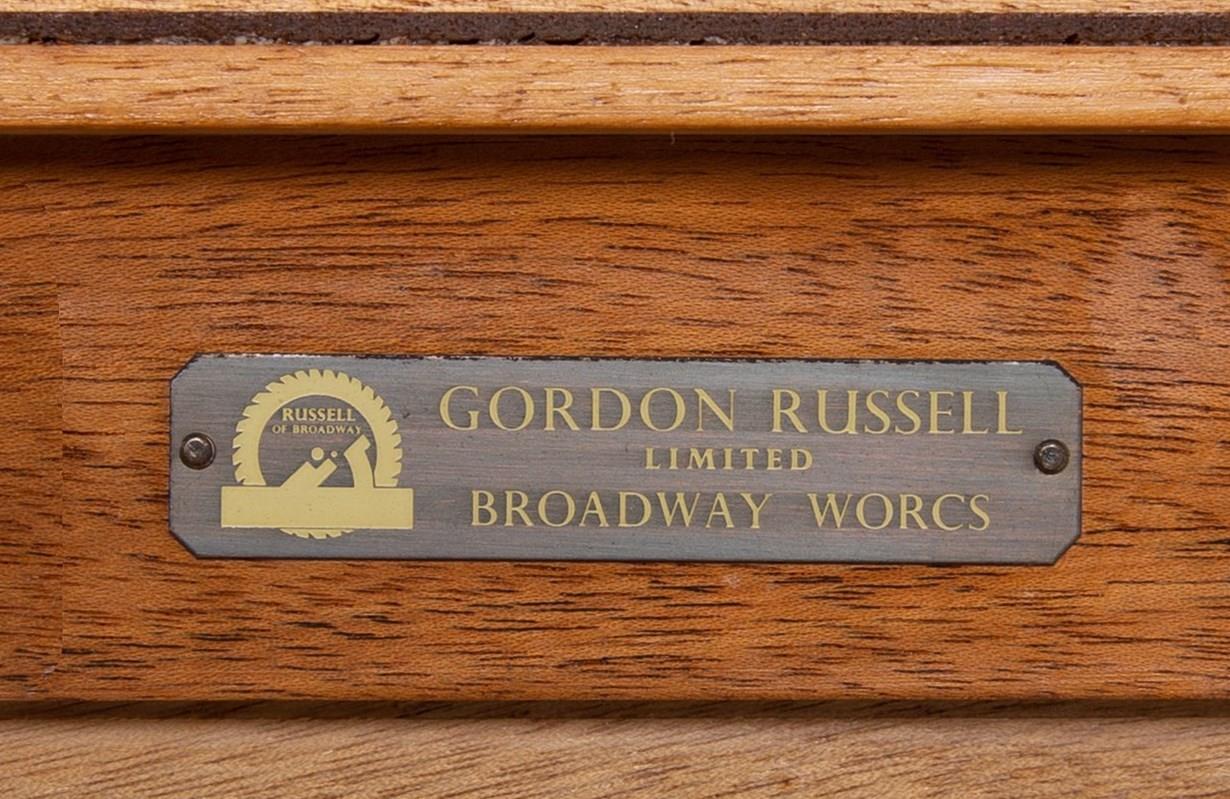 RUSSELL
OF BROADWAY
GORDON RUSSELL
LIMITED
BROADWAY WORCS